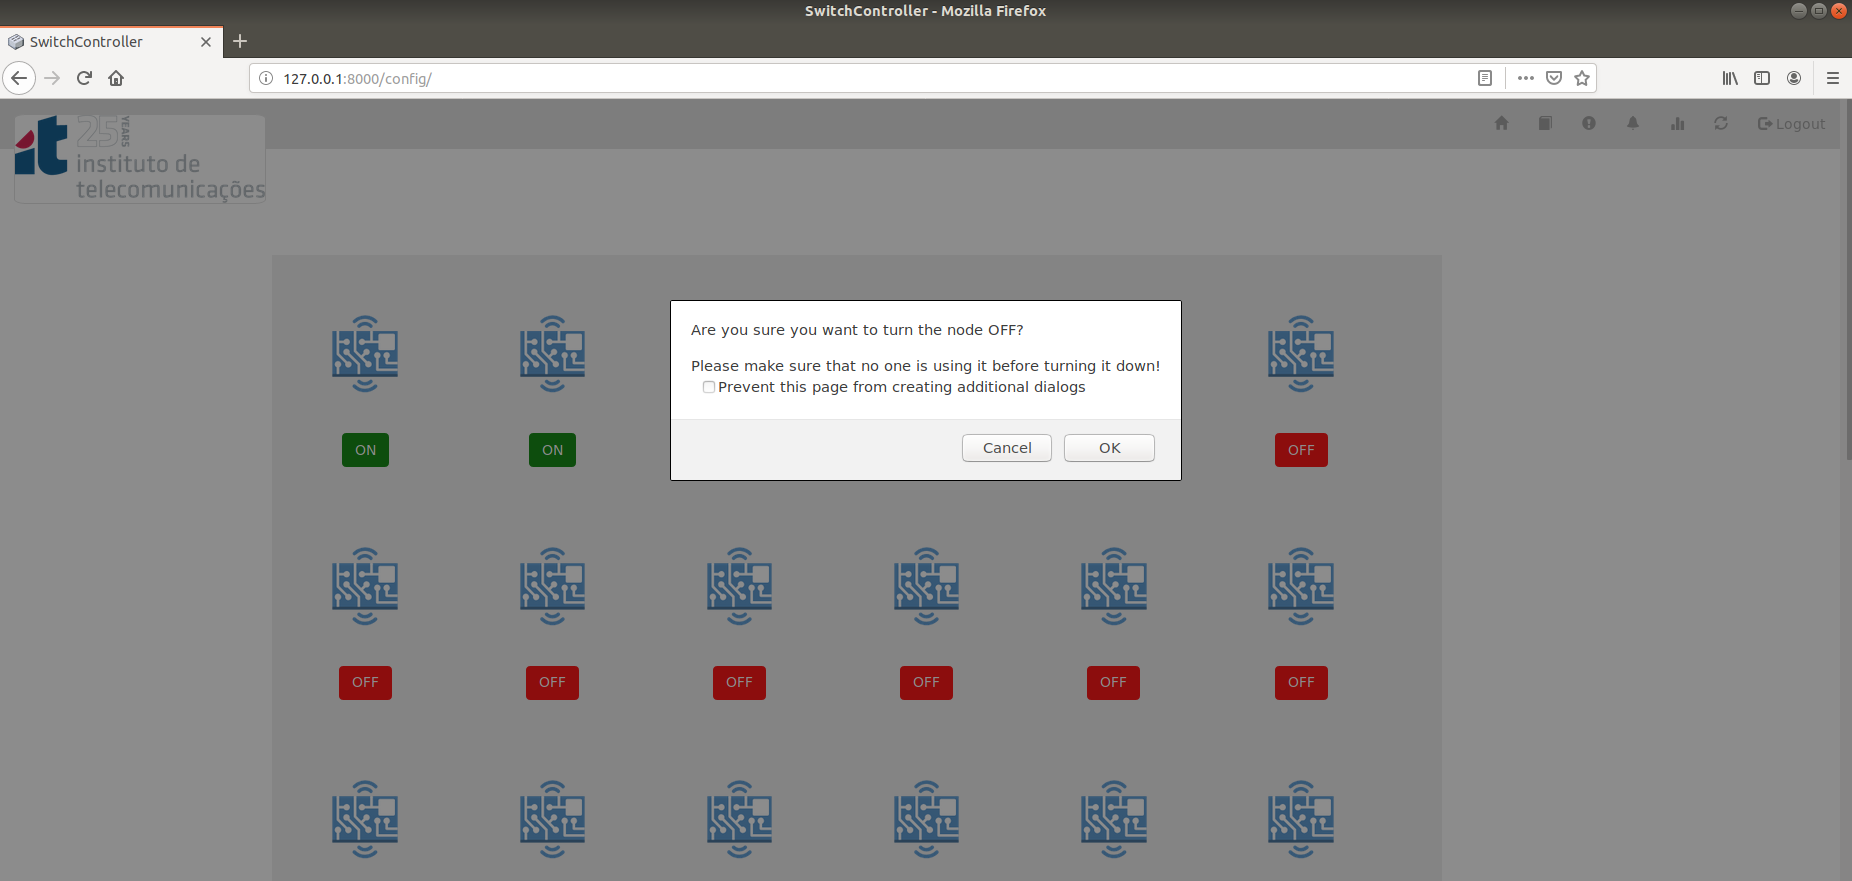 SwitchController - Mozilla Firefox
SwitchController
127.0.0.1:8000/config/
Logout
25 YEARS
it instituto de
telecomunicações
Are you sure you want to turn the node OFF?
Please make sure that no one is using it before turning it down!
Prevent this page from creating additional dialogs
Cancel OK
ON ON OFF
OFF OFF OFF OFF OFF OFF